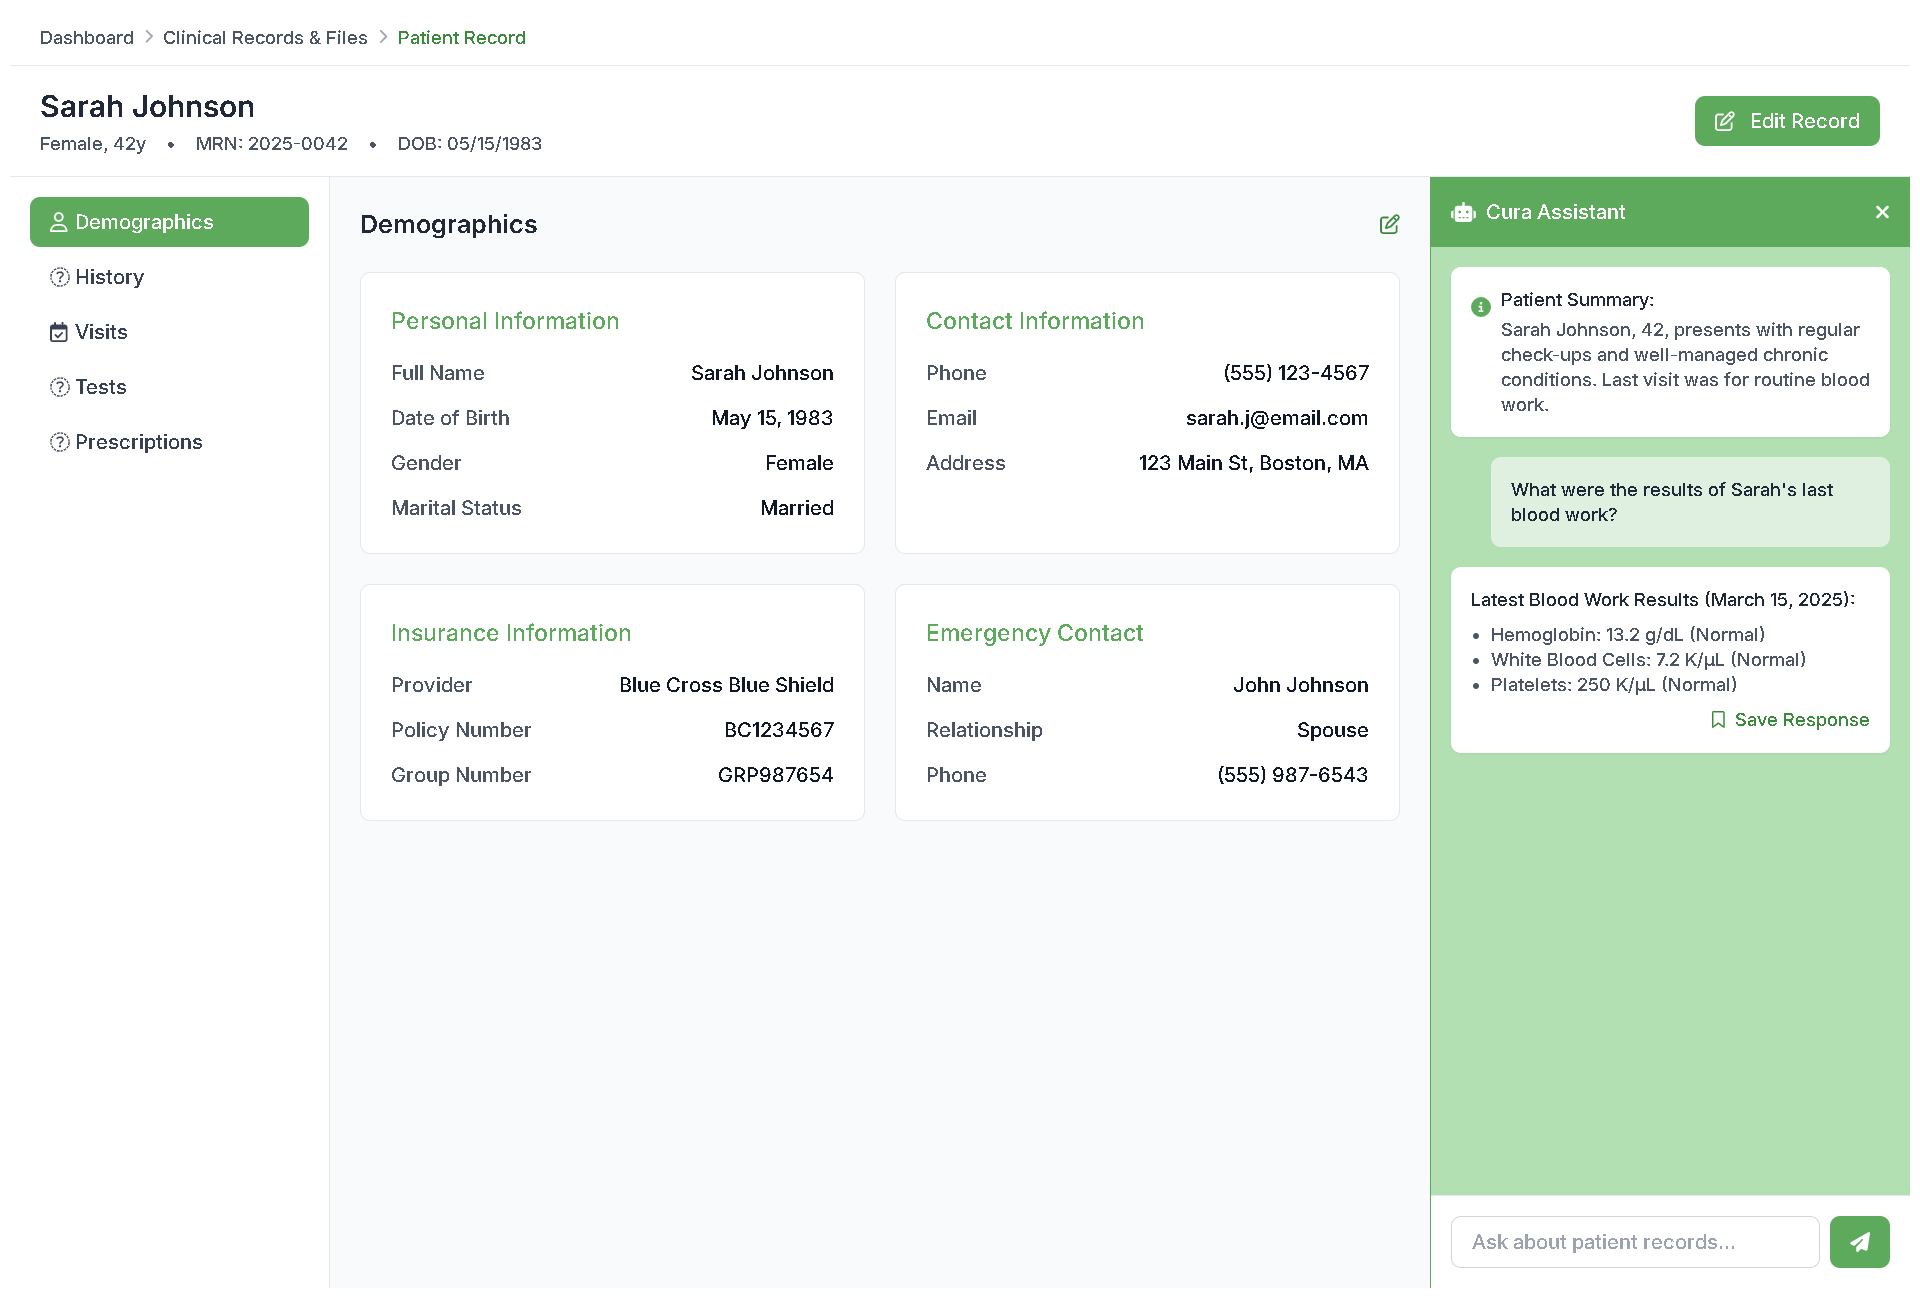 Dashboard > Clinical Records & Files > Patient Record
Sarah Johnson
Female, 42y • MRN: 2025-0042 • DOB: 05/15/1983
Edit Record
Demographics
History
Visits
Tests
Prescriptions
Demographics
Personal Information
Full Name Sarah Johnson
Date of Birth May 15, 1983
Gender Female
Marital Status Married
Contact Information
Phone (555) 123-4567
Email sarah.j@email.com
Address 123 Main St, Boston, MA
Insurance Information
Provider Blue Cross Blue Shield
Policy Number BC1234567
Group Number GRP987654
Emergency Contact
Name John Johnson
Relationship Spouse
Phone (555) 987-6543
Cura Assistant
Patient Summary:
Sarah Johnson, 42, presents with regular
check-ups and well-managed chronic
conditions. Last visit was for routine blood
work.
What were the results of Sarah's last
blood work?
Latest Blood Work Results (March 15, 2025):
• Hemoglobin: 13.2 g/dL (Normal)
• White Blood Cells: 7.2 K/µL (Normal)
• Platelets: 250 K/µL (Normal)
Save Response
Ask about patient records...